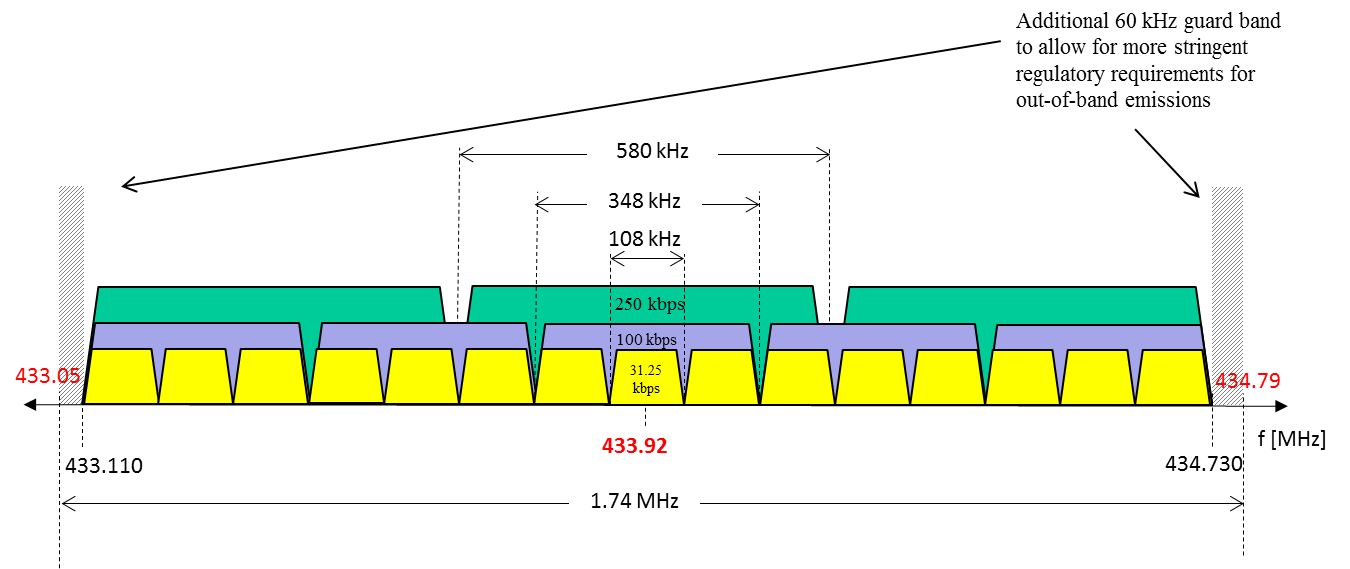 Additional 60 kHz guard band
to allow for more stringent
regulatory requirements for
out-of-band emissions
580 kHz
348 kHz
108 kHz
250 kbps
100 kbps
31.25
kbps
433.05
434.79
433.92
f [MHz]
433.110
434.730
1.74 MHz